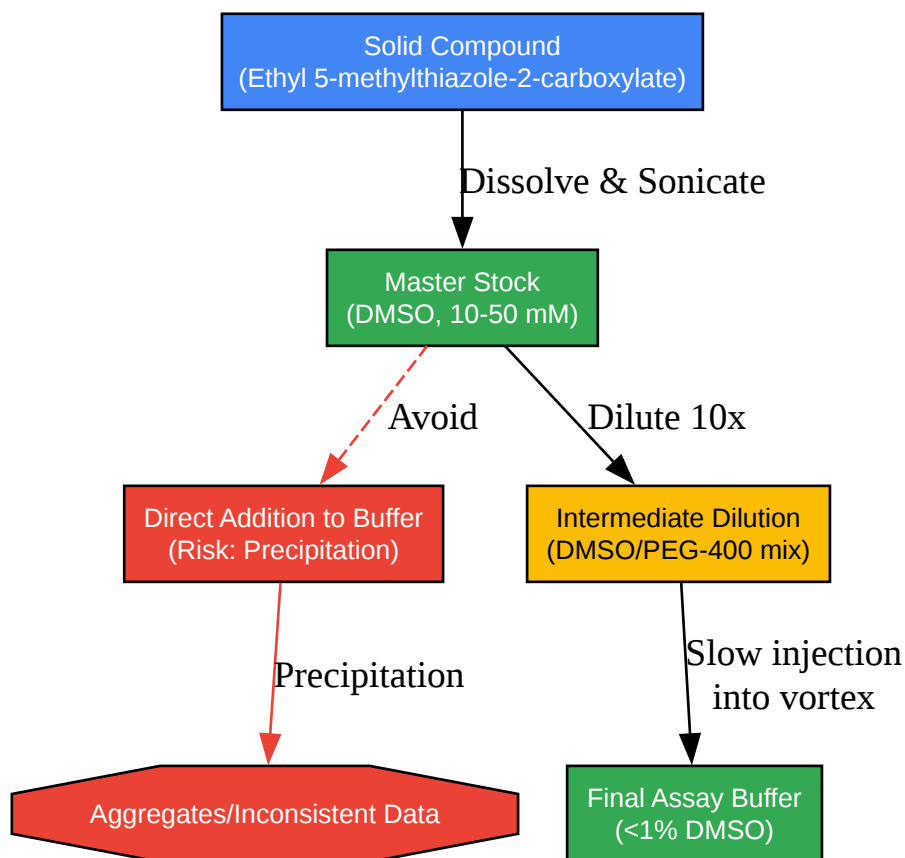 Solid Compound
(Ethyl 5-methylthiazole-2-carboxylate)
Dissolve & Sonicate
Master Stock
(DMSO, 10-50 mM)
Avoid
Dilute 10x
Direct Addition to Buffer
(Risk: Precipitation)
Intermediate Dilution
(DMSO/PEG-400 mix)
Precipitation
Slow injection
into vortex
Aggregates/Inconsistent Data
Final Assay Buffer
(<1% DMSO)